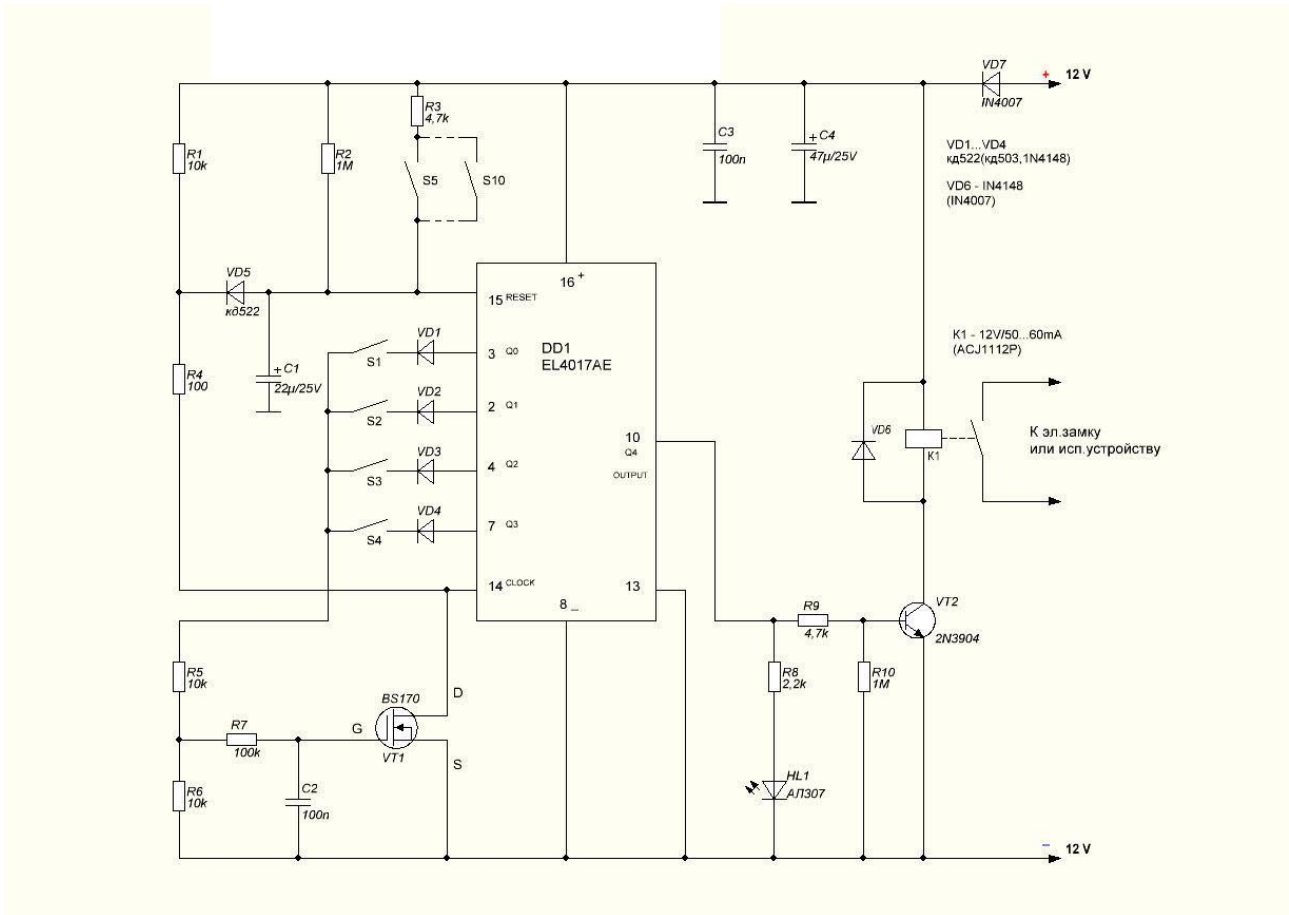 VD7
+ 12 V
IN4007
R3
4,7k
C3
100n
+ C4
47µ/25V
VD1...VD4
кд522(кд503,1N4148)
VD6 - IN4148
(IN4007)
R1
10k
R2
1M
S5
S10
VD5
кд522
16 +
15 RESET
DD1
EL4017AE
VD1
S1
3 Q0
К1 - 12V/50...60mA
(ACJ1112P)
R4
100
+ C1
22µ/25V
VD2
S2
2 Q1
VD3
S3
4 Q2
10
Q4
OUTPUT
VD6
К1
К эл.замку
или исп.устройству
VD4
S4
7 Q3
14 CLOCK
13
8 _
R9
4,7k
VT2
2N3904
R5
10k
R8
2,2k
R10
1M
BS170
D
G
S
VT1
R7
100k
R6
10k
C2
100n
HL1
АЛ307
– 12 V